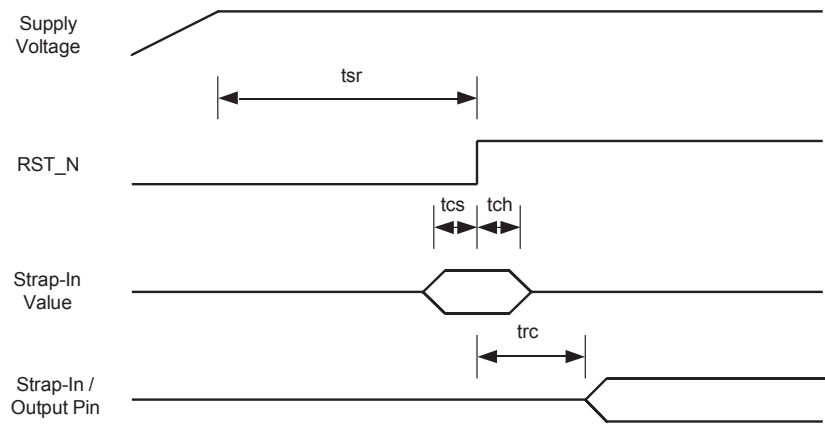 Supply
Voltage
tsr
RST_N
tcs
tch
Strap-In
Value
trc
Strap-In /
Output Pin